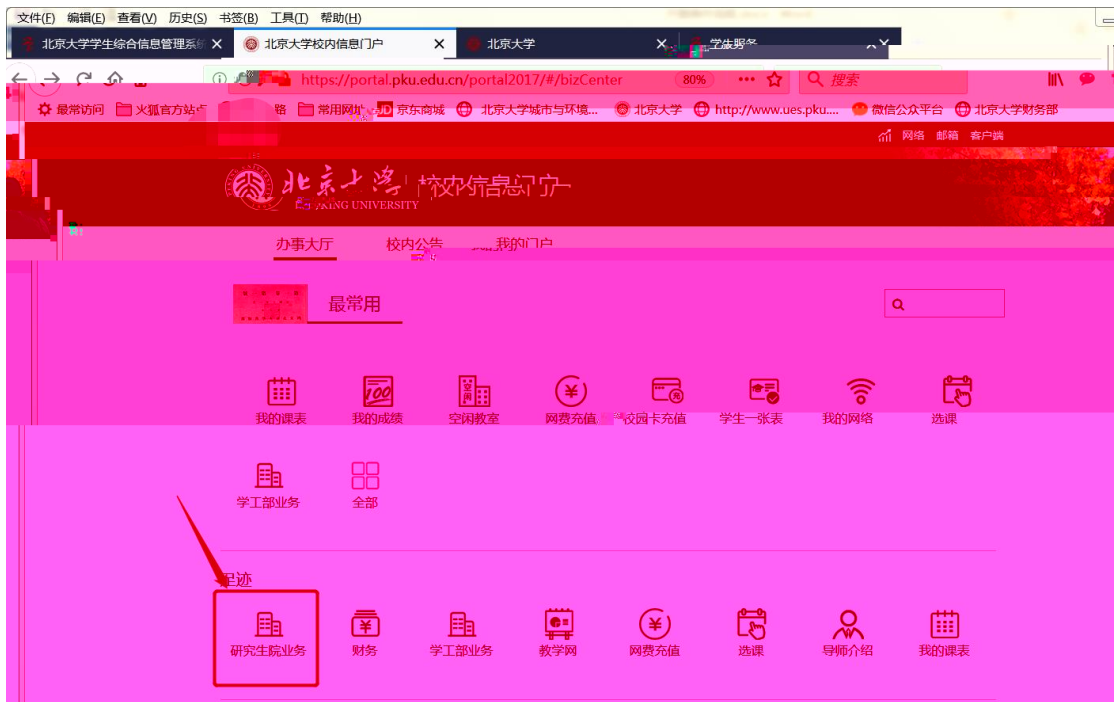 文件(F) 编辑(E) 查看(V) 历史(S) 书签(B) 工具(T) 帮助(H)
北京大学学生综合信息管理系统 北京大学校内信息门户 北京大学
https://portal.pku.edu.cn/portal2017/#/bizCenter 80% 搜索
最常访问 火狐官方站点 常用网址 JD 京东商城 北京大学城市与环境... 北京大学 http://www.ues.pku.... 微信公众平台 北京大学财务部
网络 邮箱 客户端
北京大学 校内信息门户
UNIVERSITY
办事大厅 校内公告 我的门户
最常用
我的课表 我的成绩 空闲教室 网费充值 校园卡充值 学生一张表 我的网络 选课
学工部业务 全部
足迹
研究生院业务 财务 学工部业务 教学网 网费充值 选课 导师介绍 我的课表